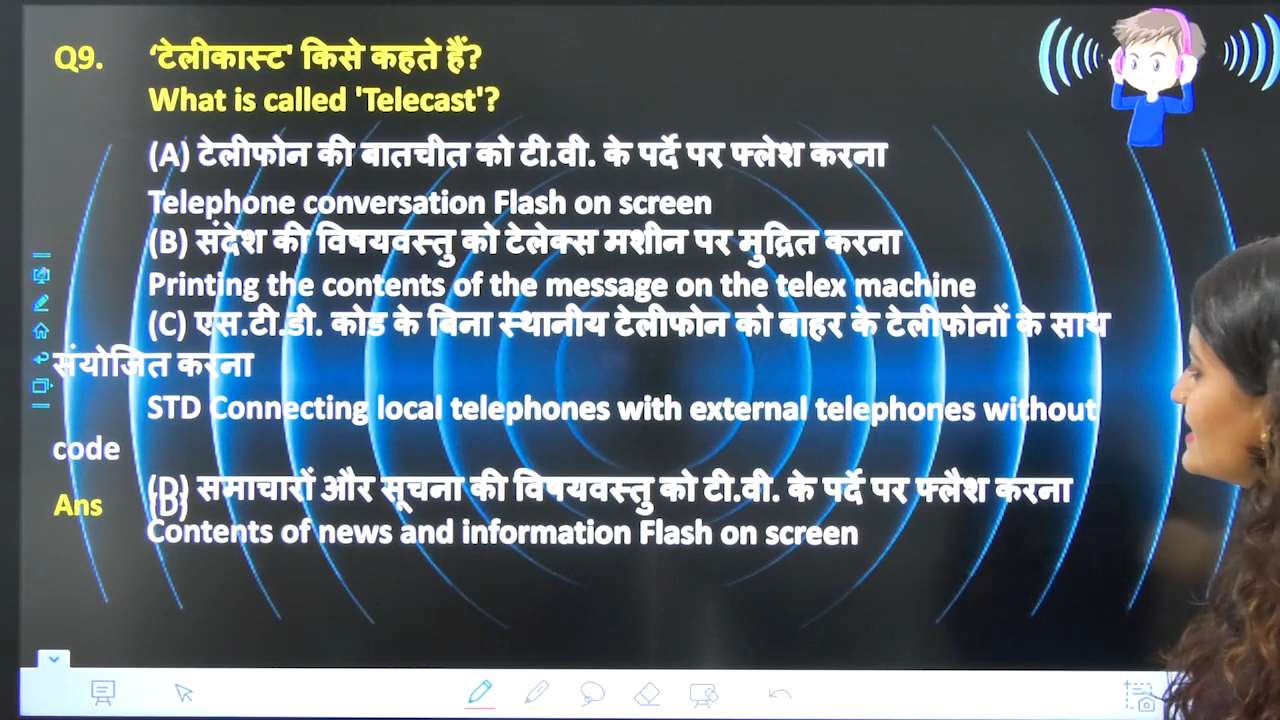 Q9. 'टेलीकास्ट' किसे कहते हैं?
What is called 'Telecast'?
(A) टेलीफोन की बातचीत को टी.वी. के पर्दे पर फ्लेश करना
Telephone conversation Flash on screen
(B) संदेश की विषयवस्तु को टेलेक्स मशीन पर मुद्रित करना
Printing the contents of the message on the telex machine
(C) एस.टी.डी. कोड के बिना स्थानीय टेलीफोन को बाहर के टेलीफोनों के साथ
संयोजित करना
STD Connecting local telephones with external telephones without
code
(D) समाचारों और सूचना की विषयवस्तु को टी.वी. के पर्दे पर फ्लैश करना
Ans (D)
Contents of news and information Flash on screen